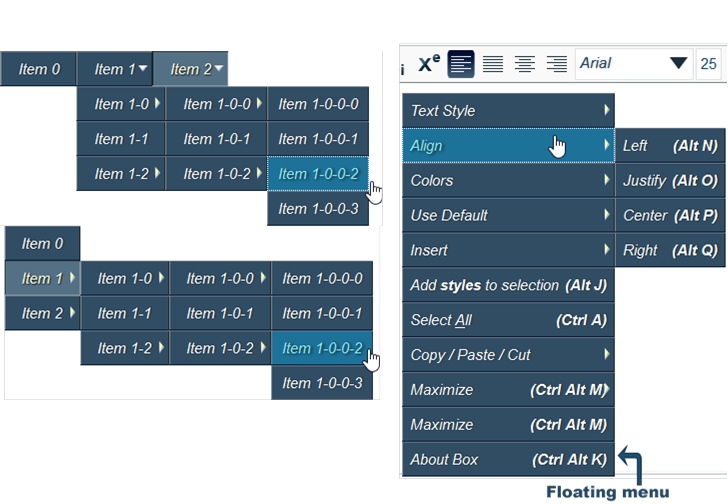 Item 0 Item 1 Item 2
Item 1-0 Item 1-0-0 Item 1-0-0-0
Item 1-1 Item 1-0-1 Item 1-0-0-1
Item 1-2 Item 1-0-2 Item 1-0-0-2
Item 1-0-0-3
Item 0
Item 1 Item 1-0 Item 1-0-0 Item 1-0-0-0
Item 2 Item 1-1 Item 1-0-1 Item 1-0-0-1
Item 1-2 Item 1-0-2 Item 1-0-0-2
Item 1-0-0-3
i Xe Arial 25
Text Style
Align Left (Alt N)
Colors Justify (Alt O)
Use Default Center (Alt P)
Insert Right (Alt Q)
Add styles to selection (Alt J)
Select All (Ctrl A)
Copy / Paste / Cut
Maximize (Ctrl Alt M)
Maximize (Ctrl Alt M)
About Box (Ctrl Alt K)
Floating menu